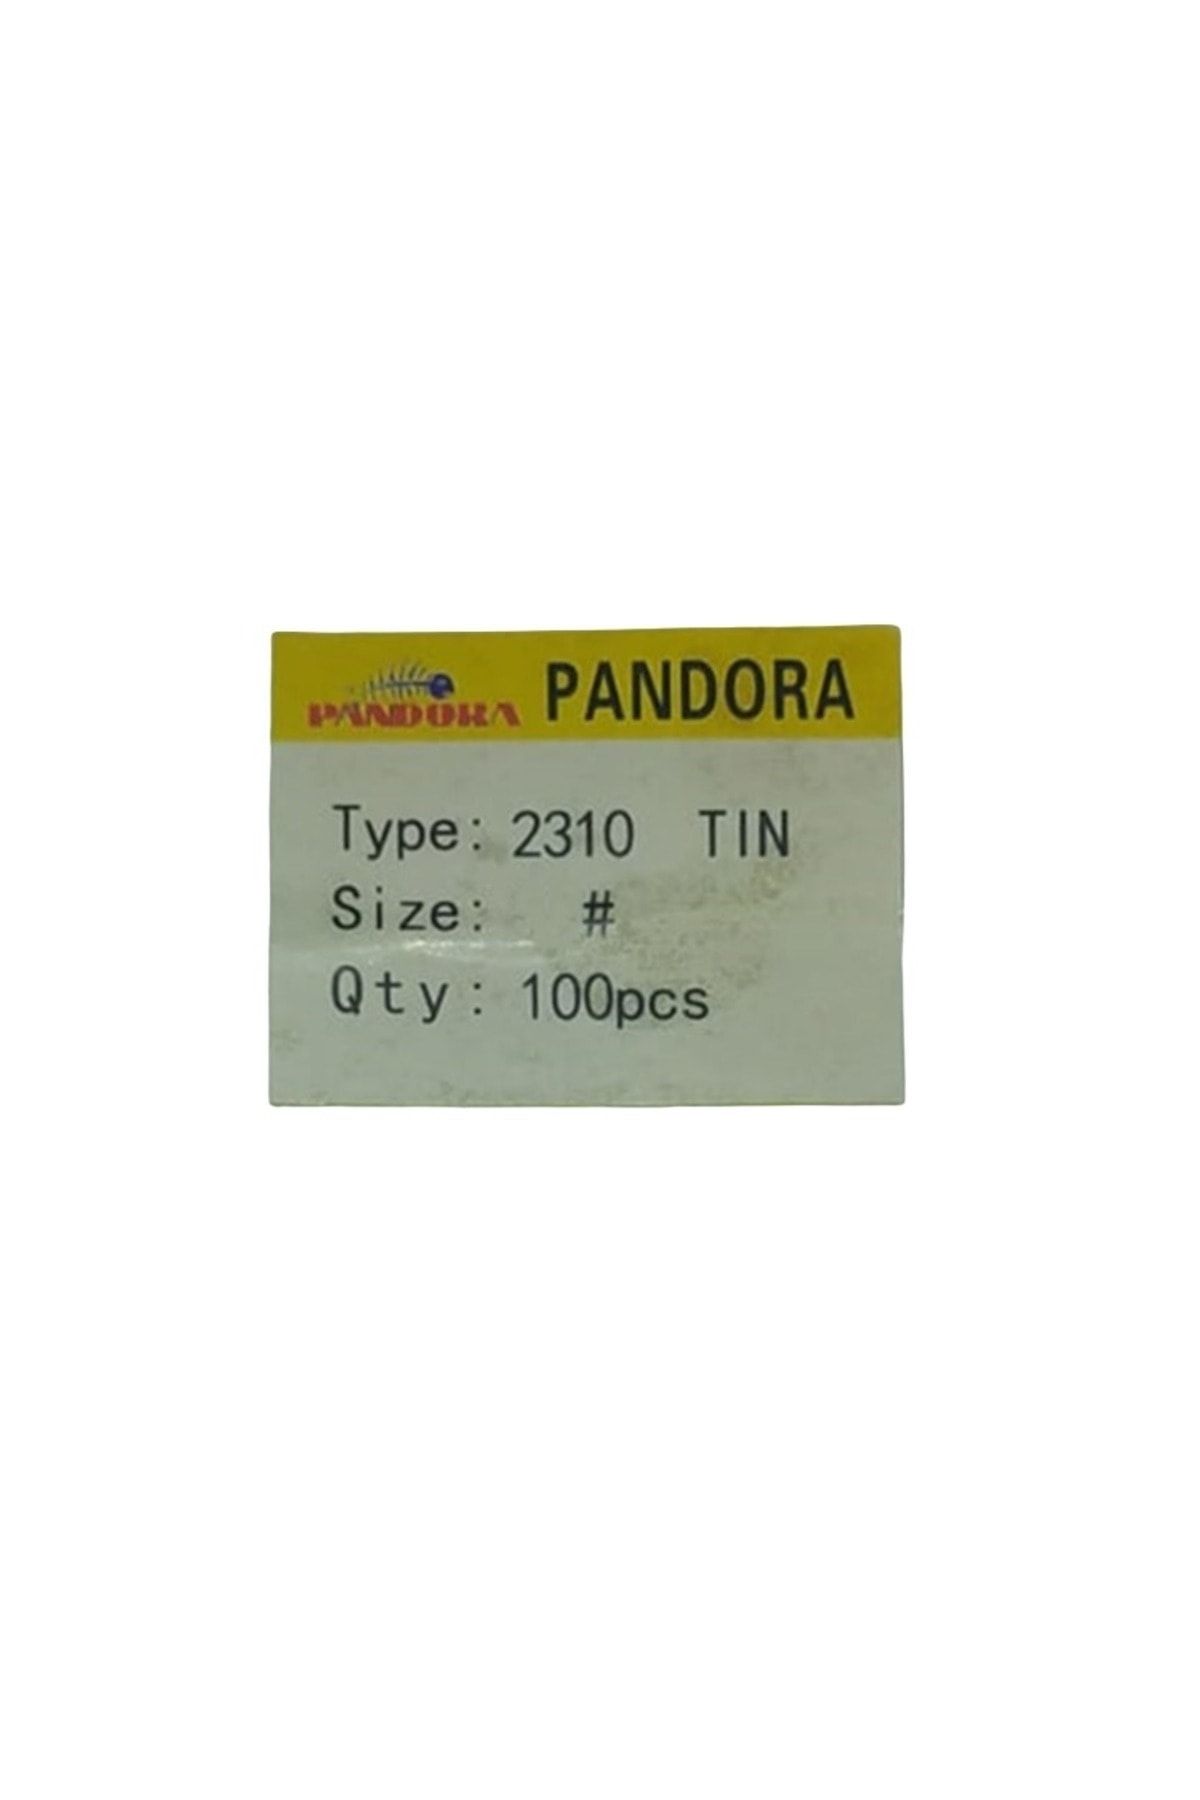 PANDORA PANDORA
Type: 2310 TIN
Size: #
Qty: 100pcs